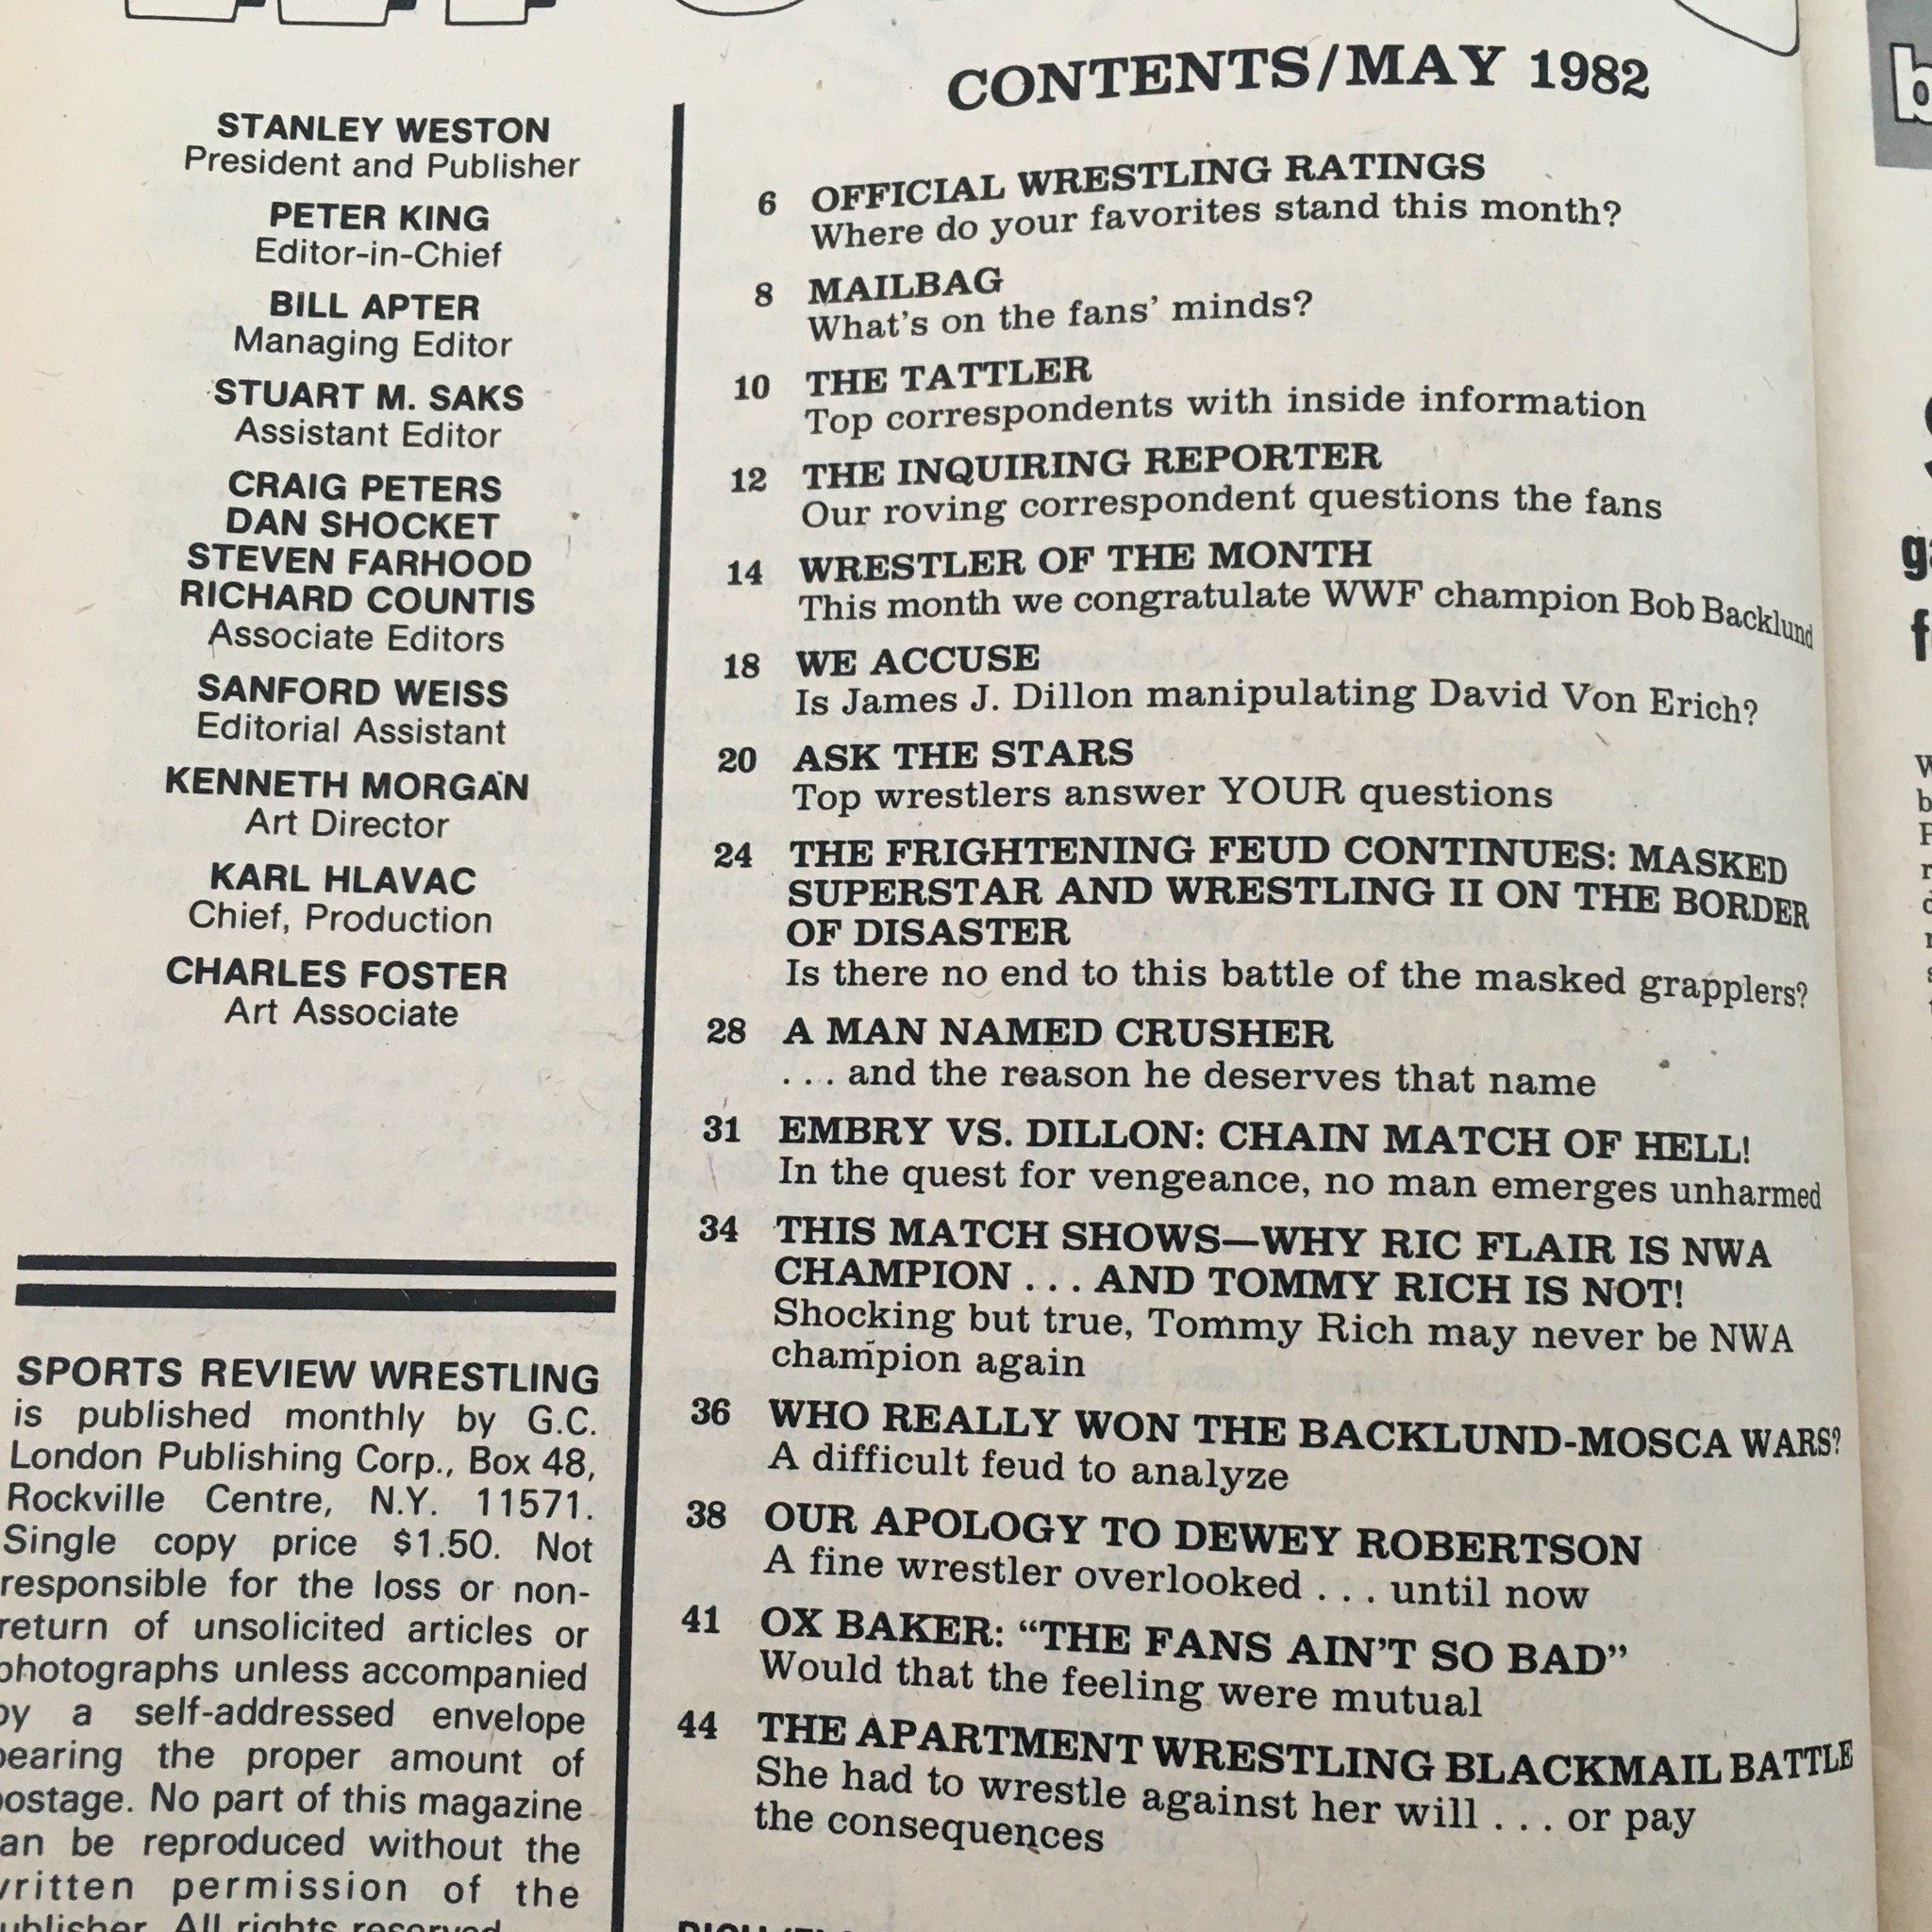 STANLEY WESTON
President and Publisher
PETER KING
Editor-in-Chief
BILL APTER
Managing Editor
STUART M. SAKS
Assistant Editor
CRAIG PETERS
DAN SHOCKET
STEVEN FARHOOD
RICHARD COUNTIS
Associate Editors
SANFORD WEISS
Editorial Assistant
KENNETH MORGAN
Art Director
KARL HLAVAC
Chief, Production
CHARLES FOSTER
Art Associate
SPORTS REVIEW WRESTLING
is published monthly by G.C.
London Publishing Corp., Box 48,
Rockville Centre, N.Y. 11571.
Single copy price $1.50. Not
responsible for the loss or non-
return of unsolicited articles or
photographs unless accompanied
by a self-addressed envelope
bearing the proper amount of
postage. No part of this magazine
can be reproduced without the
written permission of the
publisher. All rights reserved.
CONTENTS/MAY 1982
6 OFFICIAL WRESTLING RATINGS
Where do your favorites stand this month?
8 MAILBAG
What's on the fans' minds?
10 THE TATTLER
Top correspondents with inside information
12 THE INQUIRING REPORTER
Our roving correspondent questions the fans
14 WRESTLER OF THE MONTH
This month we congratulate WWF champion Bob Backlund
18 WE ACCUSE
Is James J. Dillon manipulating David Von Erich?
20 ASK THE STARS
Top wrestlers answer YOUR questions
24 THE FRIGHTENING FEUD CONTINUES: MASKED
SUPERSTAR AND WRESTLING II ON THE BORDER
OF DISASTER
Is there no end to this battle of the masked grapplers?
28 A MAN NAMED CRUSHER
. . . and the reason he deserves that name
31 EMBRY VS. DILLON: CHAIN MATCH OF HELL!
In the quest for vengeance, no man emerges unharmed
34 THIS MATCH SHOWS—WHY RIC FLAIR IS NWA
CHAMPION . . . AND TOMMY RICH IS NOT!
Shocking but true, Tommy Rich may never be NWA
champion again
36 WHO REALLY WON THE BACKLUND-MOSCA WARS?
A difficult feud to analyze
38 OUR APOLOGY TO DEWEY ROBERTSON
A fine wrestler overlooked . . . until now
41 OX BAKER: “THE FANS AIN'T SO BAD”
Would that the feeling were mutual
44 THE APARTMENT WRESTLING BLACKMAIL BATTLE
She had to wrestle against her will . . . or pay
the consequences